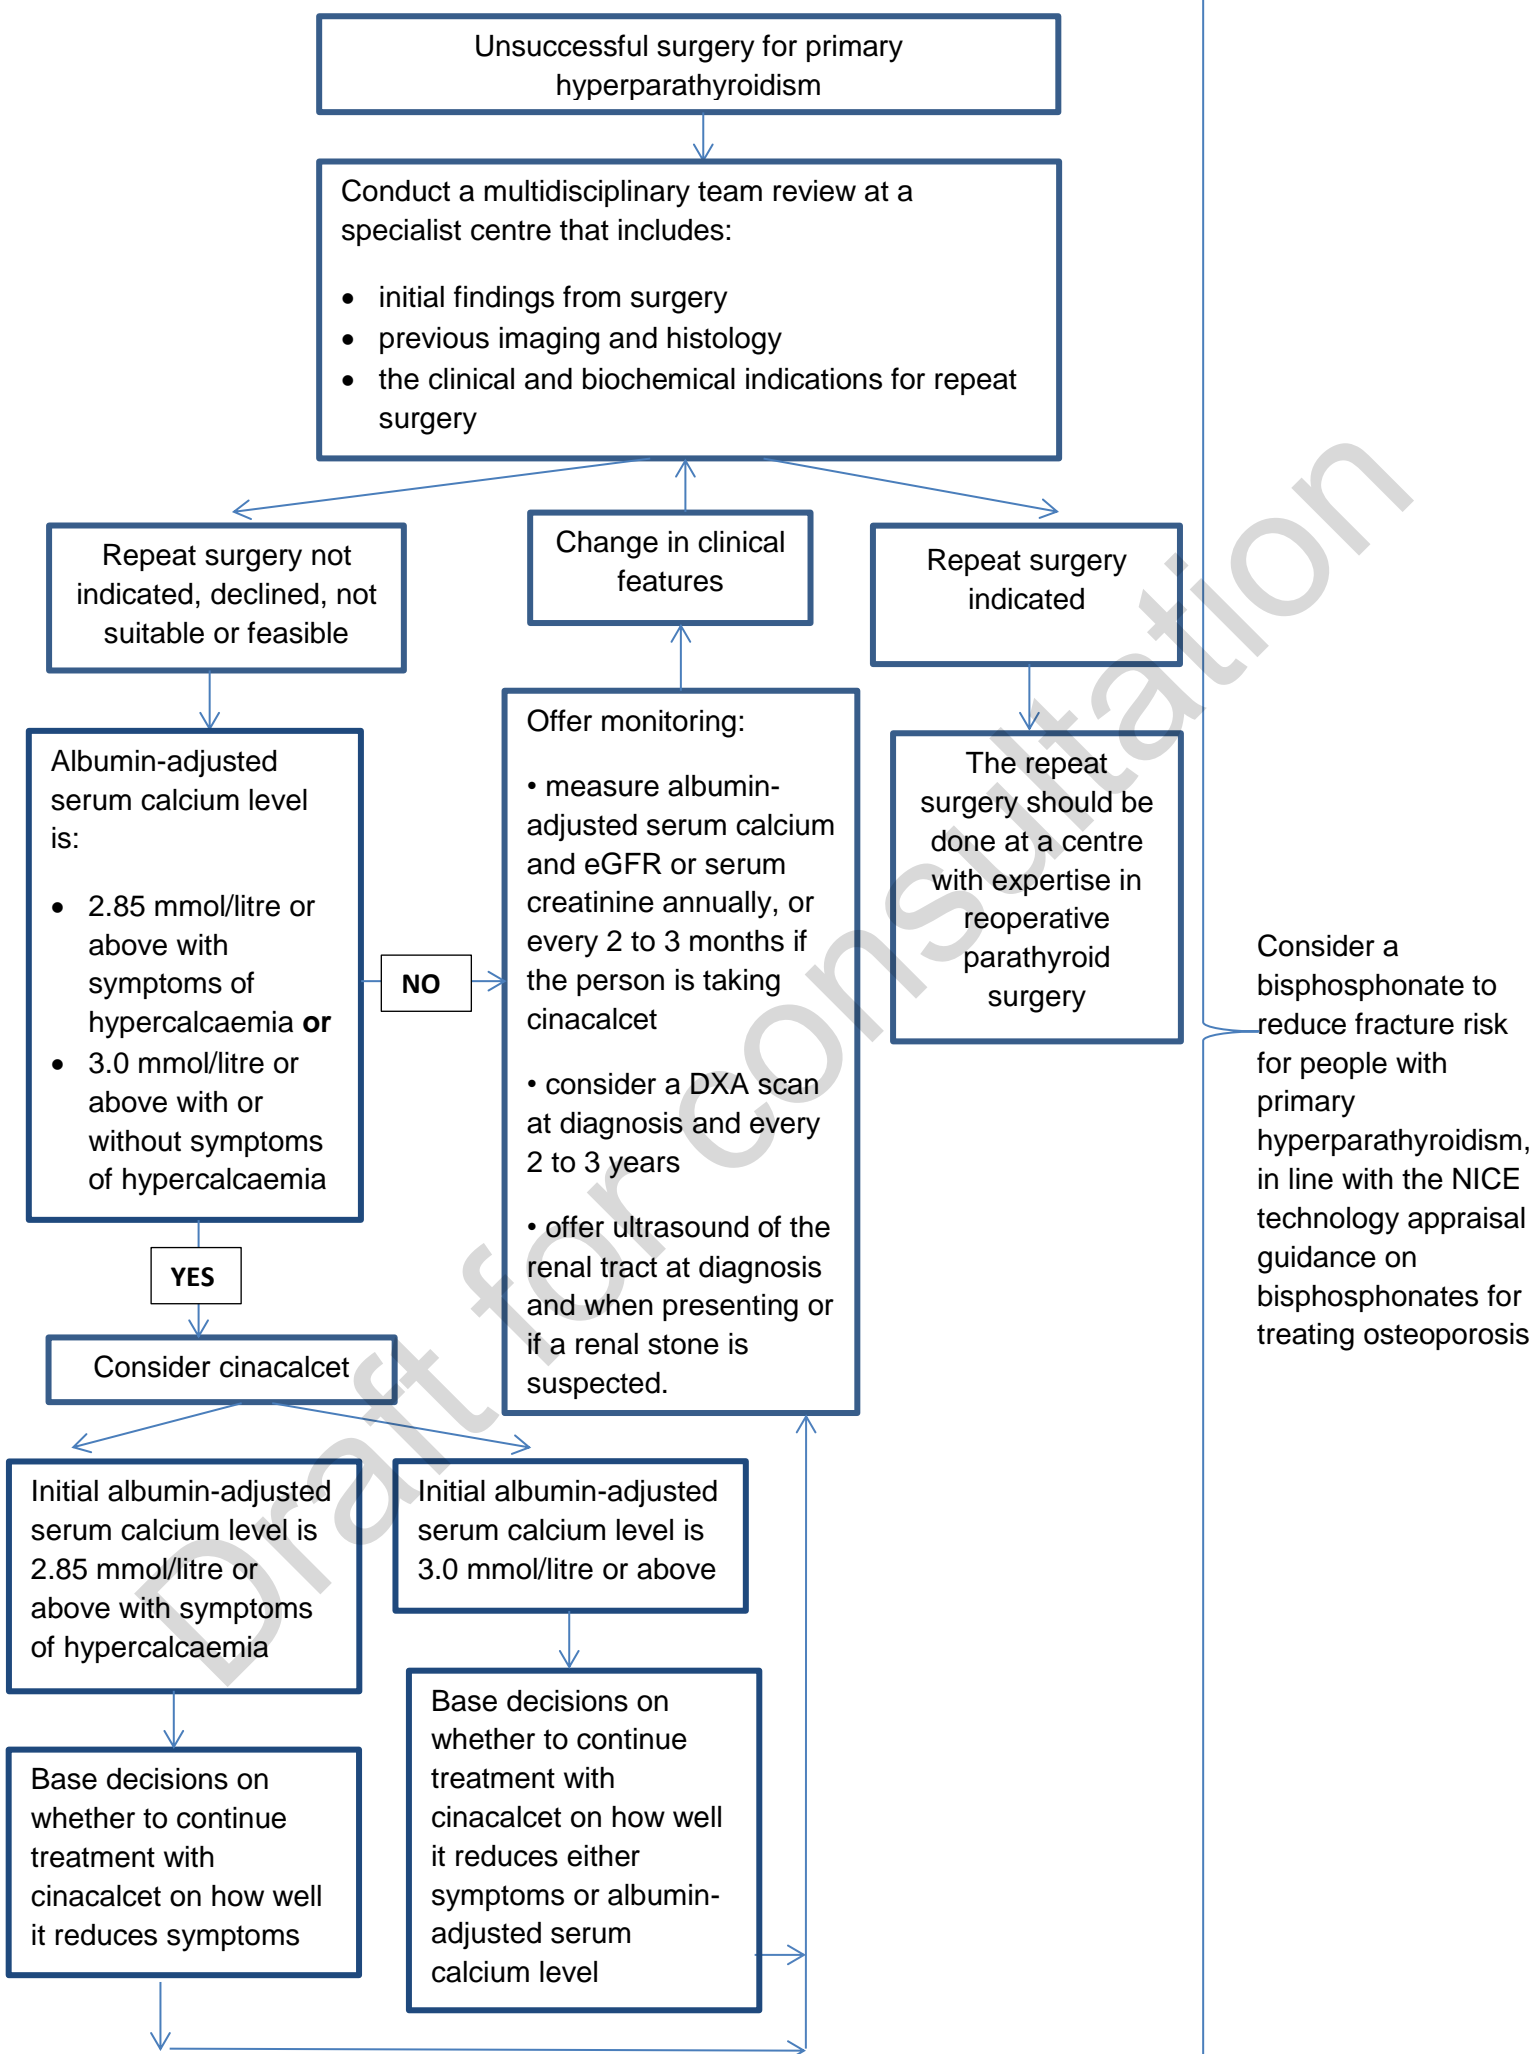 Unsuccessful surgery for primary
hyperparathyroidism
Conduct a multidisciplinary team review at a
specialist centre that includes:
• initial findings from surgery
• previous imaging and histology
• the clinical and biochemical indications for repeat
surgery
Repeat surgery not
indicated, declined, not
suitable or feasible
Change in clinical
features
Repeat surgery
indicated
Albumin-adjusted
serum calcium level
is:
• 2.85 mmol/litre or
above with
symptoms of
hypercalcaemia or
• 3.0 mmol/litre or
above with or
without symptoms
of hypercalcaemia
NO
Offer monitoring:
• measure albumin-
adjusted serum calcium
and eGFR or serum
creatinine annually, or
every 2 to 3 months if
the person is taking
cinacalcet
• consider a DXA scan
at diagnosis and every
2 to 3 years
• offer ultrasound of the
renal tract at diagnosis
and when presenting or
if a renal stone is
suspected.
The repeat
surgery should be
done at a centre
with expertise in
reoperative
parathyroid
surgery
Consider a
bisphosphonate to
reduce fracture risk
for people with
primary
hyperparathyroidism,
in line with the NICE
technology appraisal
guidance on
bisphosphonates for
treating osteoporosis
YES
Consider cinacalcet
Initial albumin-adjusted
serum calcium level is
2.85 mmol/litre or
above with symptoms
of hypercalcaemia
Initial albumin-adjusted
serum calcium level is
3.0 mmol/litre or above
Base decisions on
whether to continue
treatment with
cinacalcet on how well
it reduces symptoms
Base decisions on
whether to continue
treatment with
cinacalcet on how well
it reduces either
symptoms or albumin-
adjusted serum
calcium level
Draft for consultation